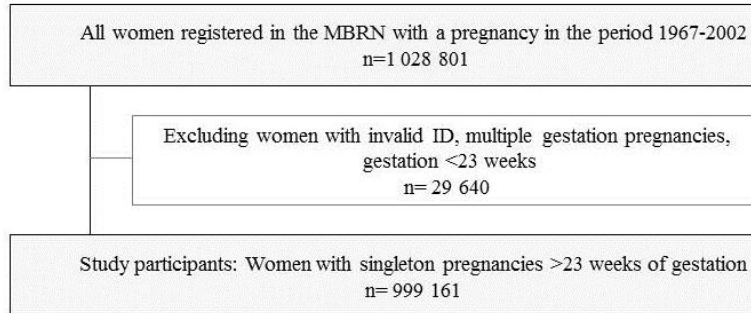 All women registered in the MBRN with a pregnancy in the period 1967-2002
n=1 028 801
Excluding women with invalid ID, multiple gestation pregnancies,
gestation <23 weeks
n= 29 640
Study participants: Women with singleton pregnancies >23 weeks of gestation
n= 999 161